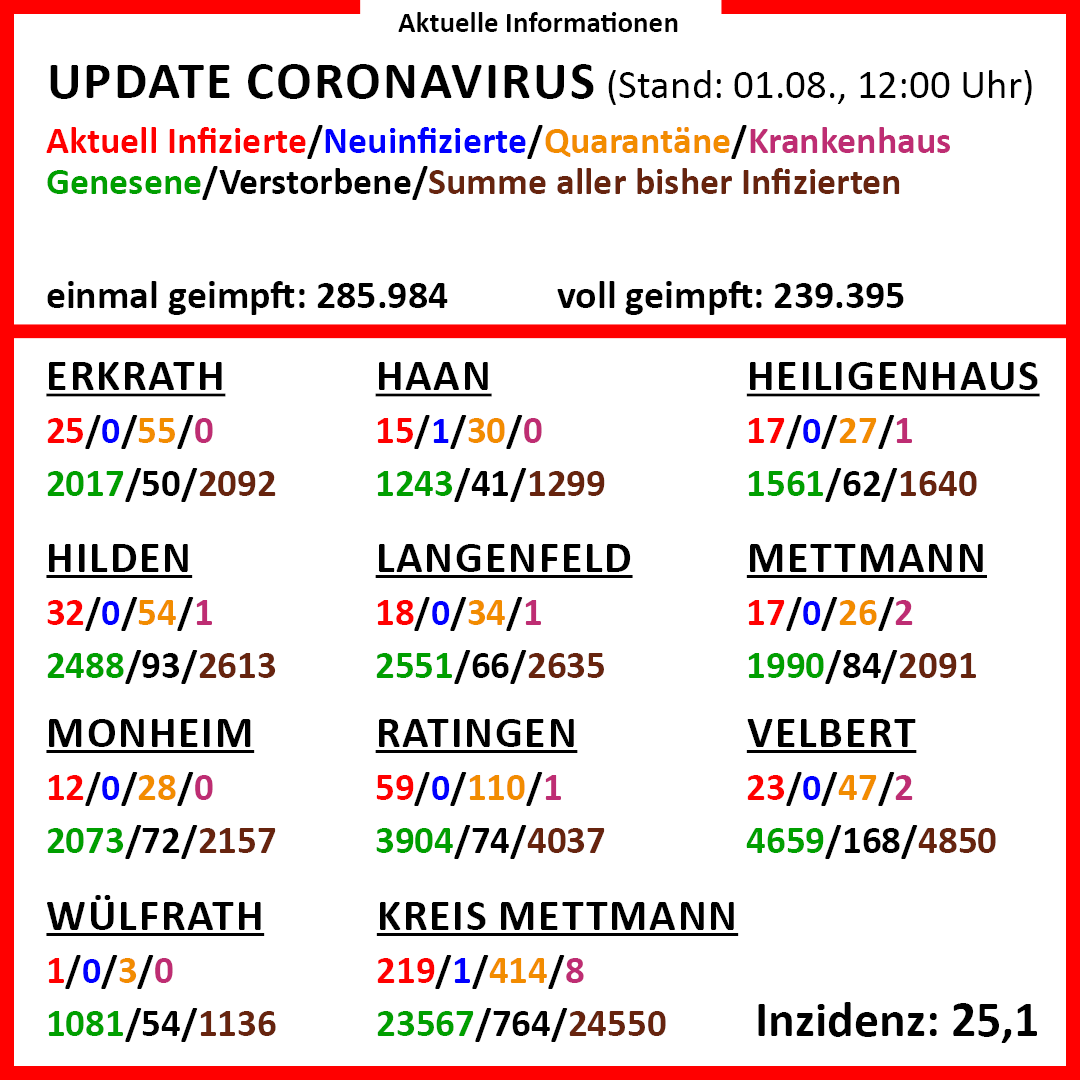 Aktuelle Informationen
UPDATE CORONAVIRUS (Stand: 01.08., 12:00 Uhr)
Aktuell Infizierte/Neuinfizierte/Quarantäne/Krankenhaus
Genesene/Verstorbene/Summe aller bisher Infizierten
einmal geimpft: 285.984 voll geimpft: 239.395
ERKRATH
25/0/55/0
2017/50/2092
HAAN
15/1/30/0
1243/41/1299
HEILIGENHAUS
17/0/27/1
1561/62/1640
HILDEN
32/0/54/1
2488/93/2613
LANGENFELD
18/0/34/1
2551/66/2635
METTMANN
17/0/26/2
1990/84/2091
MONHEIM
12/0/28/0
2073/72/2157
RATINGEN
59/0/110/1
3904/74/4037
VELBERT
23/0/47/2
4659/168/4850
WÜLFRATH
1/0/3/0
1081/54/1136
KREIS METTMANN
219/1/414/8
23567/764/24550
Inzidenz: 25,1